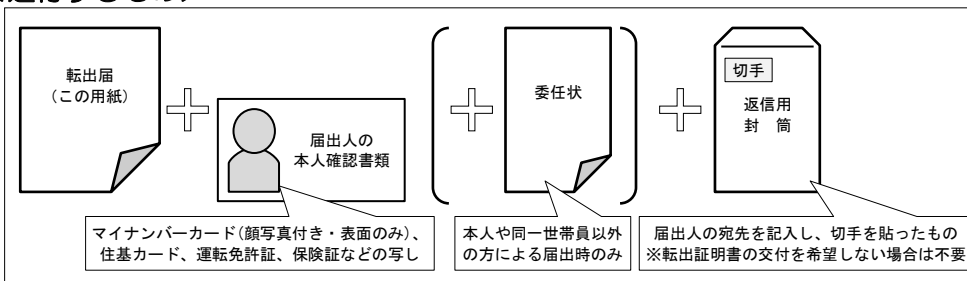 転出届
（この用紙）
届出人の
本人確認書類
委任状
切手
返信用
封　筒
マイナンバーカード（顔写真付き・表面のみ）、
住基カード、運転免許証、保険証などの写し
本人や同一世帯員以外
の方による届出時のみ
届出人の宛先を記入し、切手を貼ったもの
※転出証明書の交付を希望しない場合は不要